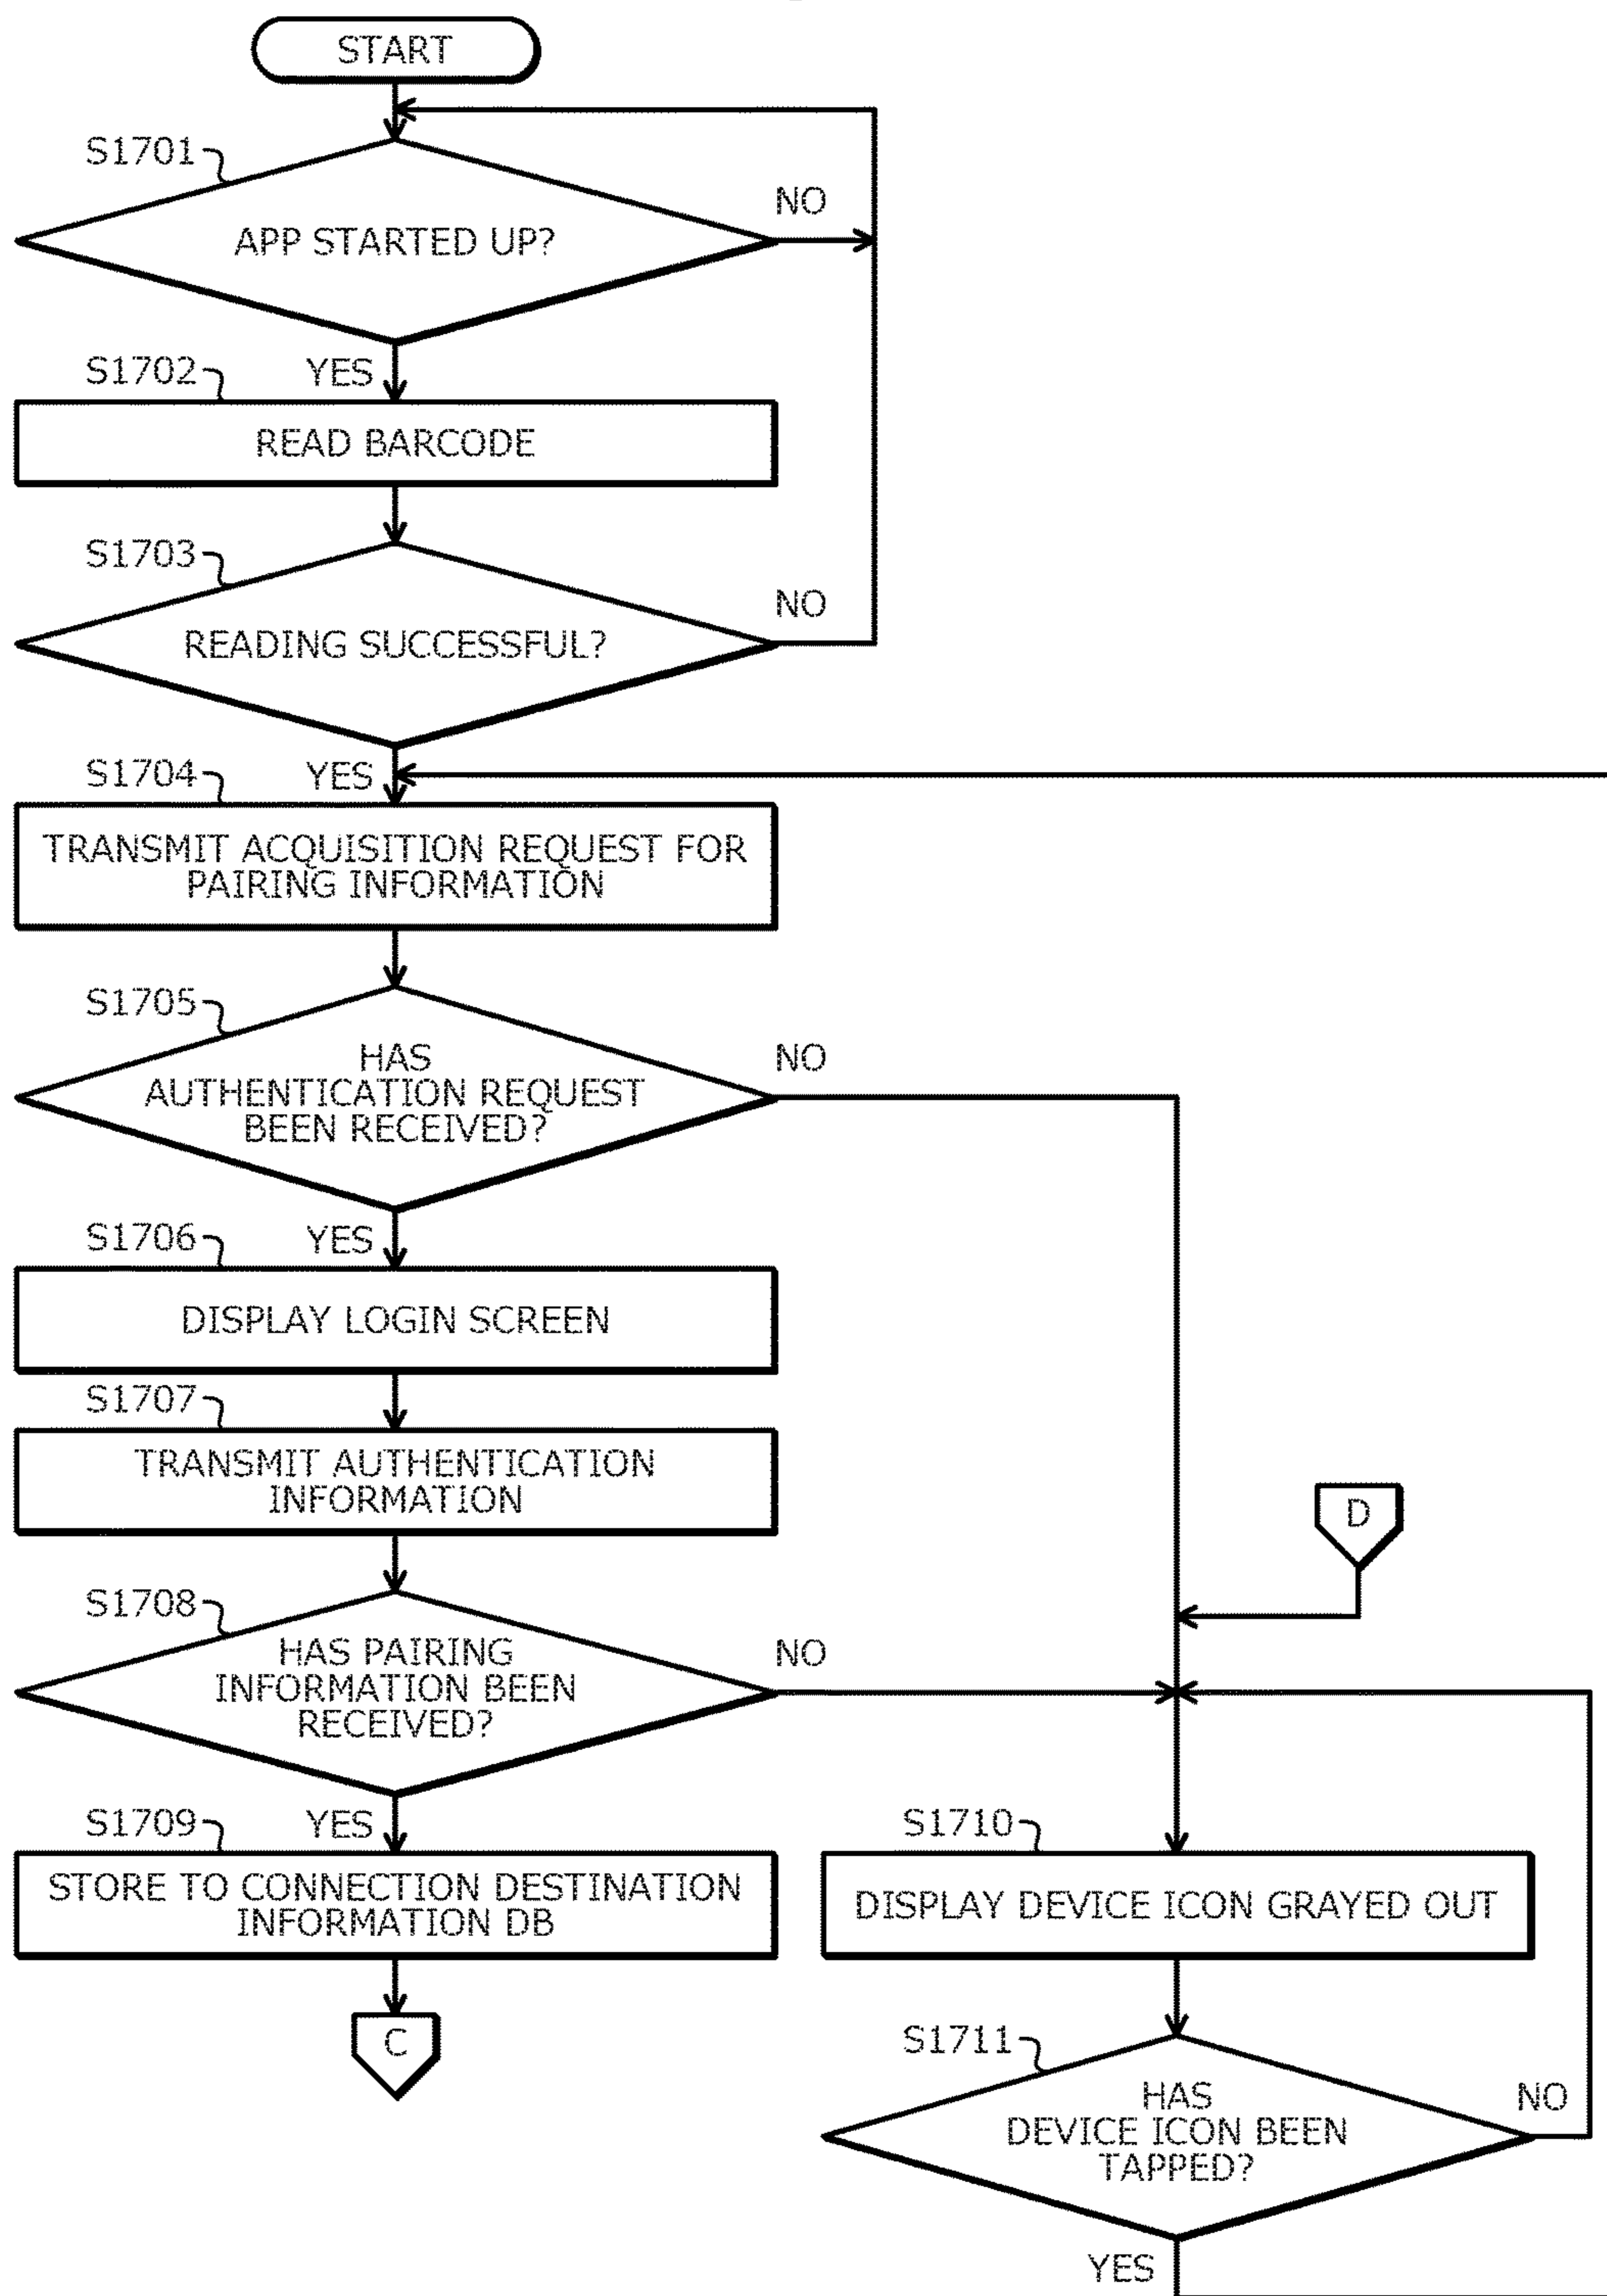 START
S1701
NO
APP STARTED UP?
S1702
YES
READ BARCODE
S1703
NO
READING SUCCESSFUL?
S1704
YES
TRANSMIT ACQUISITION REQUEST FOR
PAIRING INFORMATION
S1705
NO
HAS
AUTHENTICATION REQUEST
BEEN RECEIVED?
S1706
YES
DISPLAY LOGIN SCREEN
S1707
TRANSMIT AUTHENTICATION
INFORMATION
D
S1708
NO
HAS PAIRING
INFORMATION BEEN
RECEIVED?
S1709
YES
STORE TO CONNECTION DESTINATION
INFORMATION DB
C
S1710
DISPLAY DEVICE ICON GRAYED OUT
S1711
NO
HAS
DEVICE ICON BEEN
TAPPED?
YES